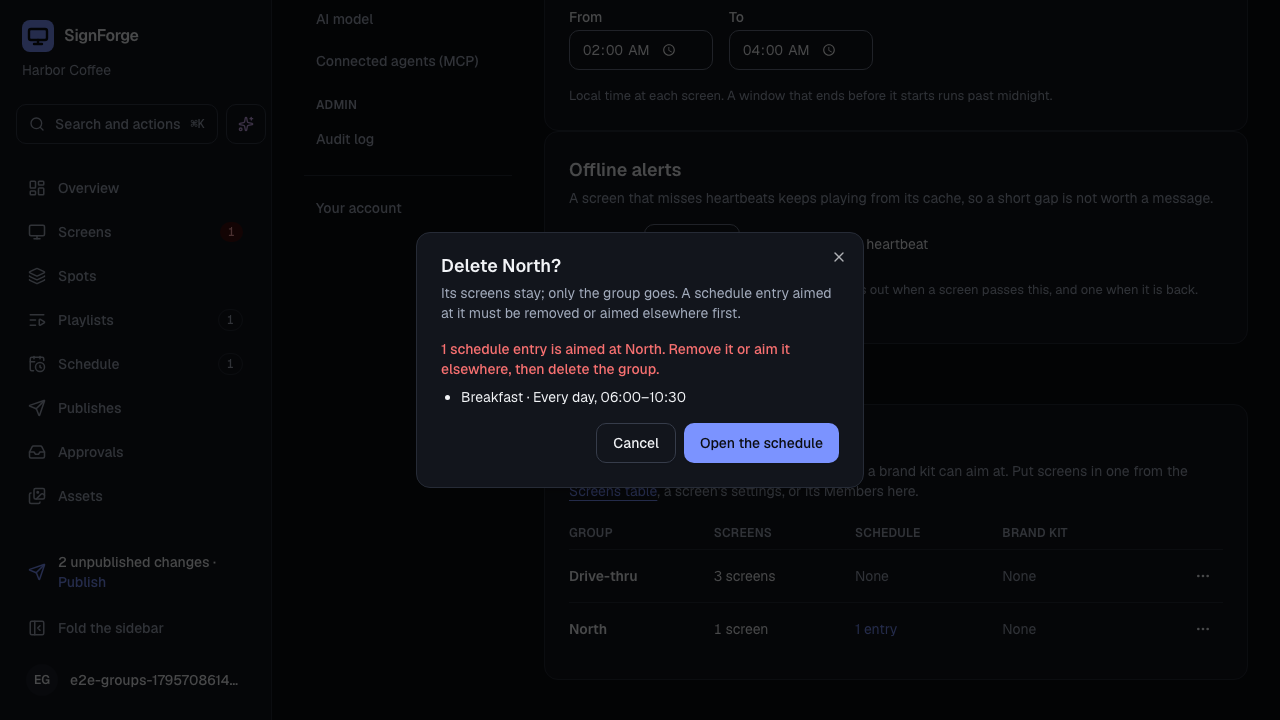 SignForge
Harbor Coffee
Search and actions ⌘K
Overview
Screens 1
Spots
Playlists 1
Schedule 1
Publishes
Approvals
Assets
2 unpublished changes ·
Publish
Fold the sidebar
EG e2e-groups-1795708614…
AI model
Connected agents (MCP)
ADMIN
Audit log
Your account
From To
02:00 AM 04:00 AM
Local time at each screen. A window that ends before it starts runs past midnight.
Offline alerts
A screen that misses heartbeats keeps playing from its cache, so a short gap is not worth a message.
heartbeat
out when a screen passes this, and one when it is back.
Delete North?
Its screens stay; only the group goes. A schedule entry aimed
at it must be removed or aimed elsewhere first.
1 schedule entry is aimed at North. Remove it or aim it
elsewhere, then delete the group.
• Breakfast · Every day, 06:00–10:30
Cancel Open the schedule
a brand kit can aim at. Put screens in one from the
Screens table, a screen's settings, or its Members here.
GROUP SCREENS SCHEDULE BRAND KIT
Drive-thru 3 screens None None
North 1 screen 1 entry None